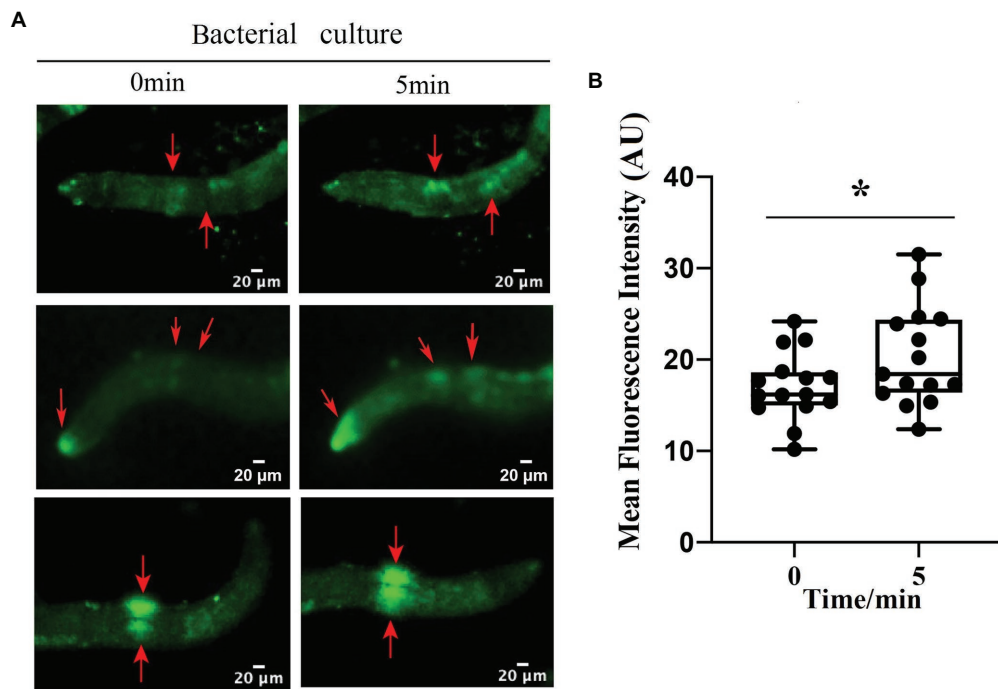 A
Bacterial culture
0min 5min
20 µm
20 µm
20 µm
20 µm
20 µm
20 µm
B
Mean Fluorescence Intensity (AU)
40
30
20
10
0
*
0 5
Time/min